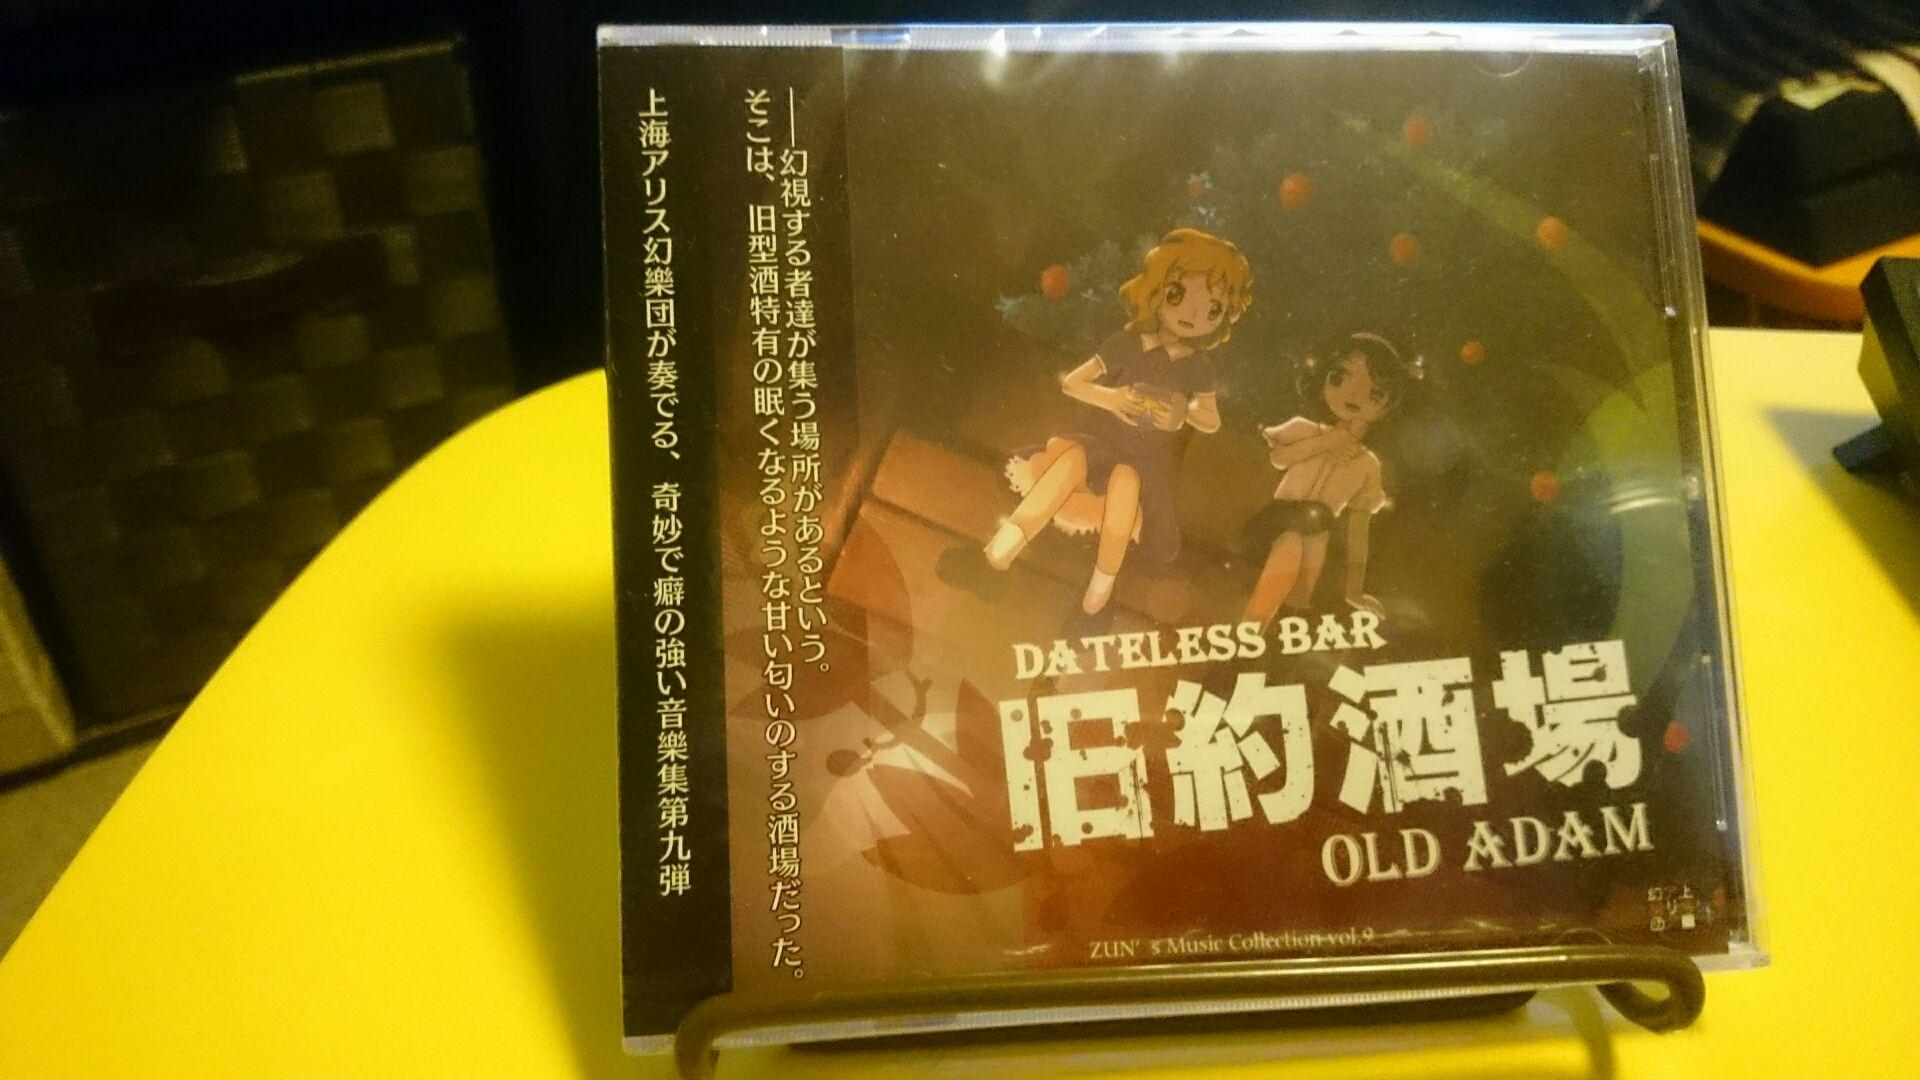 ――幻視する者達が集う場所があるという。
そこは、旧型酒特有の眠くなるような甘い匂いのする酒場だった。
上海アリス幻樂団が奏でる、奇妙で癖の強い音樂集第九弾
DATELESS BAR
旧約酒場
OLD ADAM
ZUN’s Music Collection vol.9